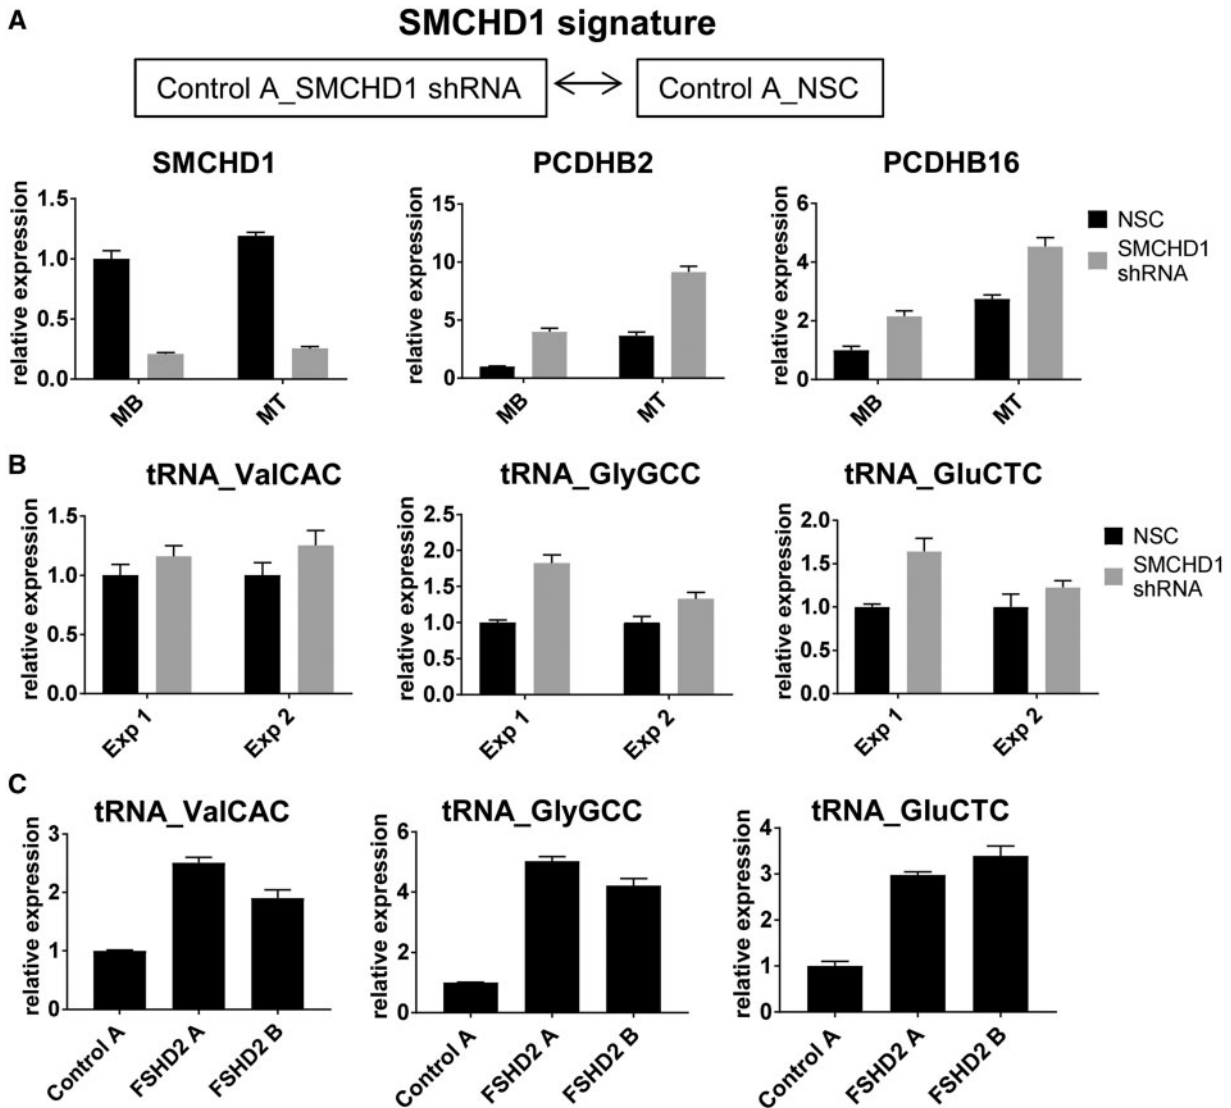 A
SMCHD1 signature
Control A_SMCHD1 shRNA
Control A_NSC
SMCHD1
relative expression
1.5
1.0
0.5
0.0
MB
MT
PCDHB2
relative expression
15
10
5
0
MB
MT
PCDHB16
relative expression
6
4
2
0
MB
MT
NSC
SMCHD1
shRNA
B
tRNA_ValCAC
relative expression
1.5
1.0
0.5
0.0
Exp 1
Exp 2
tRNA_GlyGCC
relative expression
2.5
2.0
1.5
1.0
0.5
0.0
Exp 1
Exp 2
tRNA_GluCTC
relative expression
2.0
1.5
1.0
0.5
0.0
Exp 1
Exp 2
NSC
SMCHD1
shRNA
C
tRNA_ValCAC
relative expression
3
2
1
0
Control A
FSHD2 A
FSHD2 B
tRNA_GlyGCC
relative expression
6
4
2
0
Control A
FSHD2 A
FSHD2 B
tRNA_GluCTC
relative expression
4
3
2
1
0
Control A
FSHD2 A
FSHD2 B